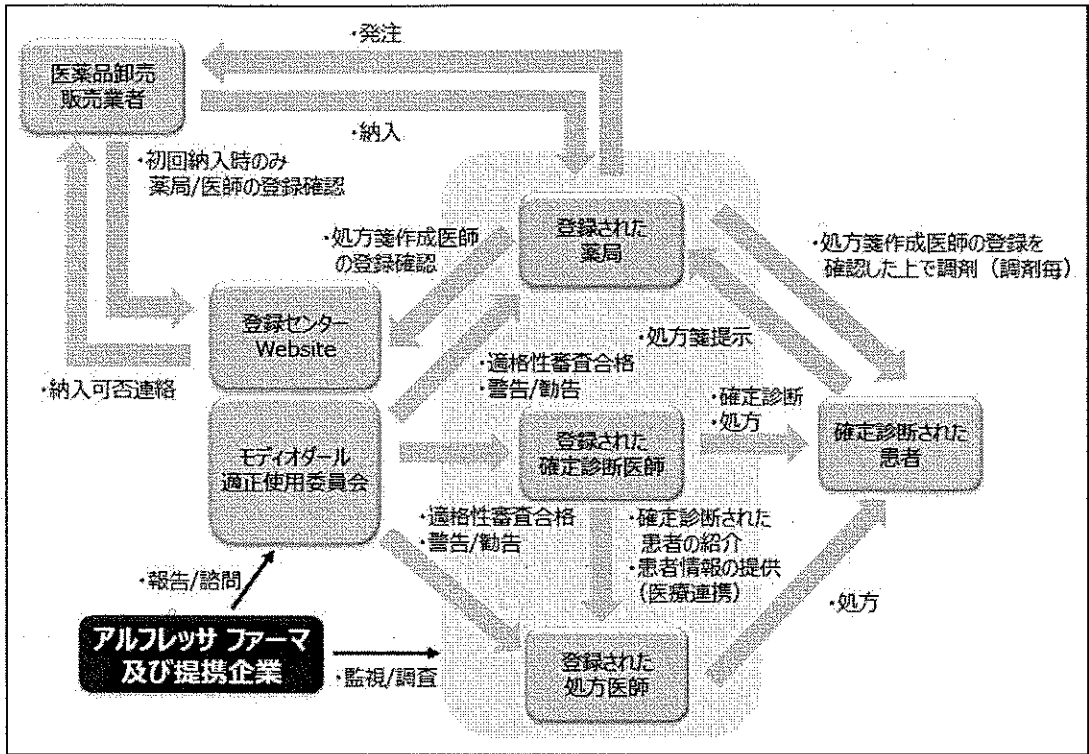 ・発注
医薬品卸売
販売業者
・納入
・初回納入時のみ
薬局/医師の登録確認
・処方箋作成医師
の登録確認
登録された
薬局
・処方箋作成医師の登録を
確認した上で調剤（調剤毎）
登録センター
Website
・処方箋提示
・納入可否連絡
・適格性審査合格
・警告/勧告
・確定診断
・処方
モディオダール
適正使用委員会
登録された
確定診断医師
確定診断された
患者
・適格性審査合格
・警告/勧告
・確定診断された
患者の紹介
・患者情報の提供
（医療連携）
・報告/諮問
・処方
アルフレッサ ファーマ
及び提携企業
・監視/調査
登録された
処方医師